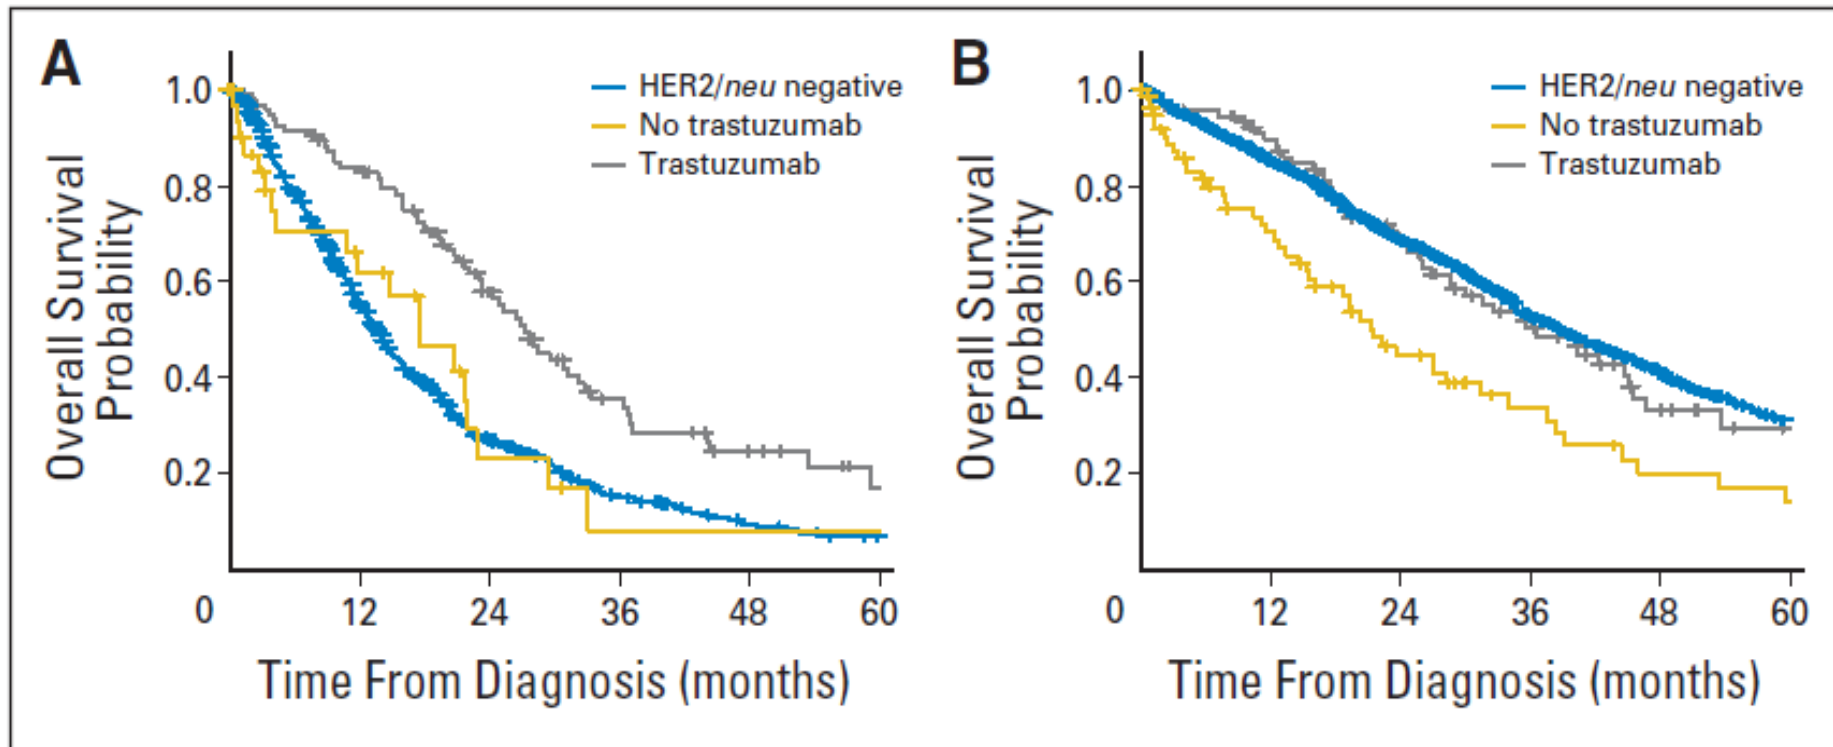 A
HER2/neu negative
No trastuzumab
Trastuzumab
Overall Survival
Probability
1.0
0.8
0.6
0.4
0.2
0
12
24
36
48
60
Time From Diagnosis (months)
B
HER2/neu negative
No trastuzumab
Trastuzumab
Overall Survival
Probability
1.0
0.8
0.6
0.4
0.2
0
12
24
36
48
60
Time From Diagnosis (months)